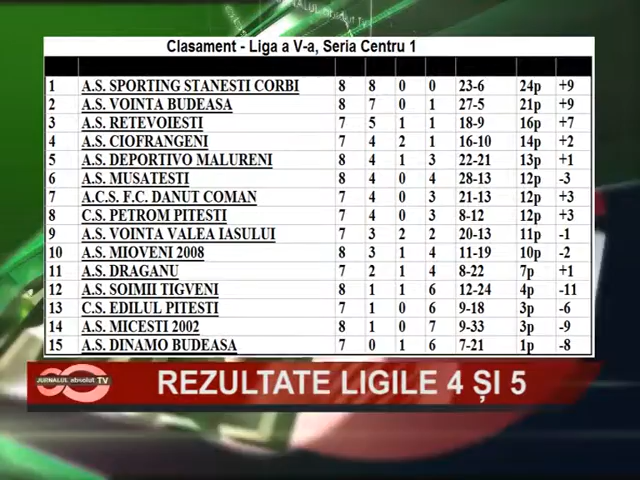 Clasament - Liga a V-a, Seria Centru 1
1 A.S. SPORTING STANESTI CORBI 8 8 0 0 23-6 24p +9
2 A.S. VOINTA BUDEASA 8 7 0 1 27-5 21p +9
3 A.S. RETEVOIESTI 7 5 1 1 18-9 16p +7
4 A.S. CIOFRANGENI 7 4 2 1 16-10 14p +2
5 A.S. DEPORTIVO MALURENI 8 4 1 3 22-21 13p +1
6 A.S. MUSATESTI 8 4 0 4 28-13 12p -3
7 A.C.S. F.C. DANUT COMAN 7 4 0 3 21-13 12p +3
8 C.S. PETROM PITESTI 7 4 0 3 8-12 12p +3
9 A.S. VOINTA VALEA IASULUI 7 3 2 2 20-13 11p -1
10 A.S. MIOVENI 2008 8 3 1 4 11-19 10p -2
11 A.S. DRAGANU 7 2 1 4 8-22 7p +1
12 A.S. SOIMII TIGVENI 8 1 1 6 12-24 4p -11
13 C.S. EDILUL PITESTI 7 1 0 6 9-18 3p -6
14 A.S. MICESTI 2002 8 1 0 7 9-33 3p -9
15 A.S. DINAMO BUDEASA 7 0 1 6 7-21 1p -8
JURNALUL absolut TV
REZULTATE LIGILE 4 ȘI 5